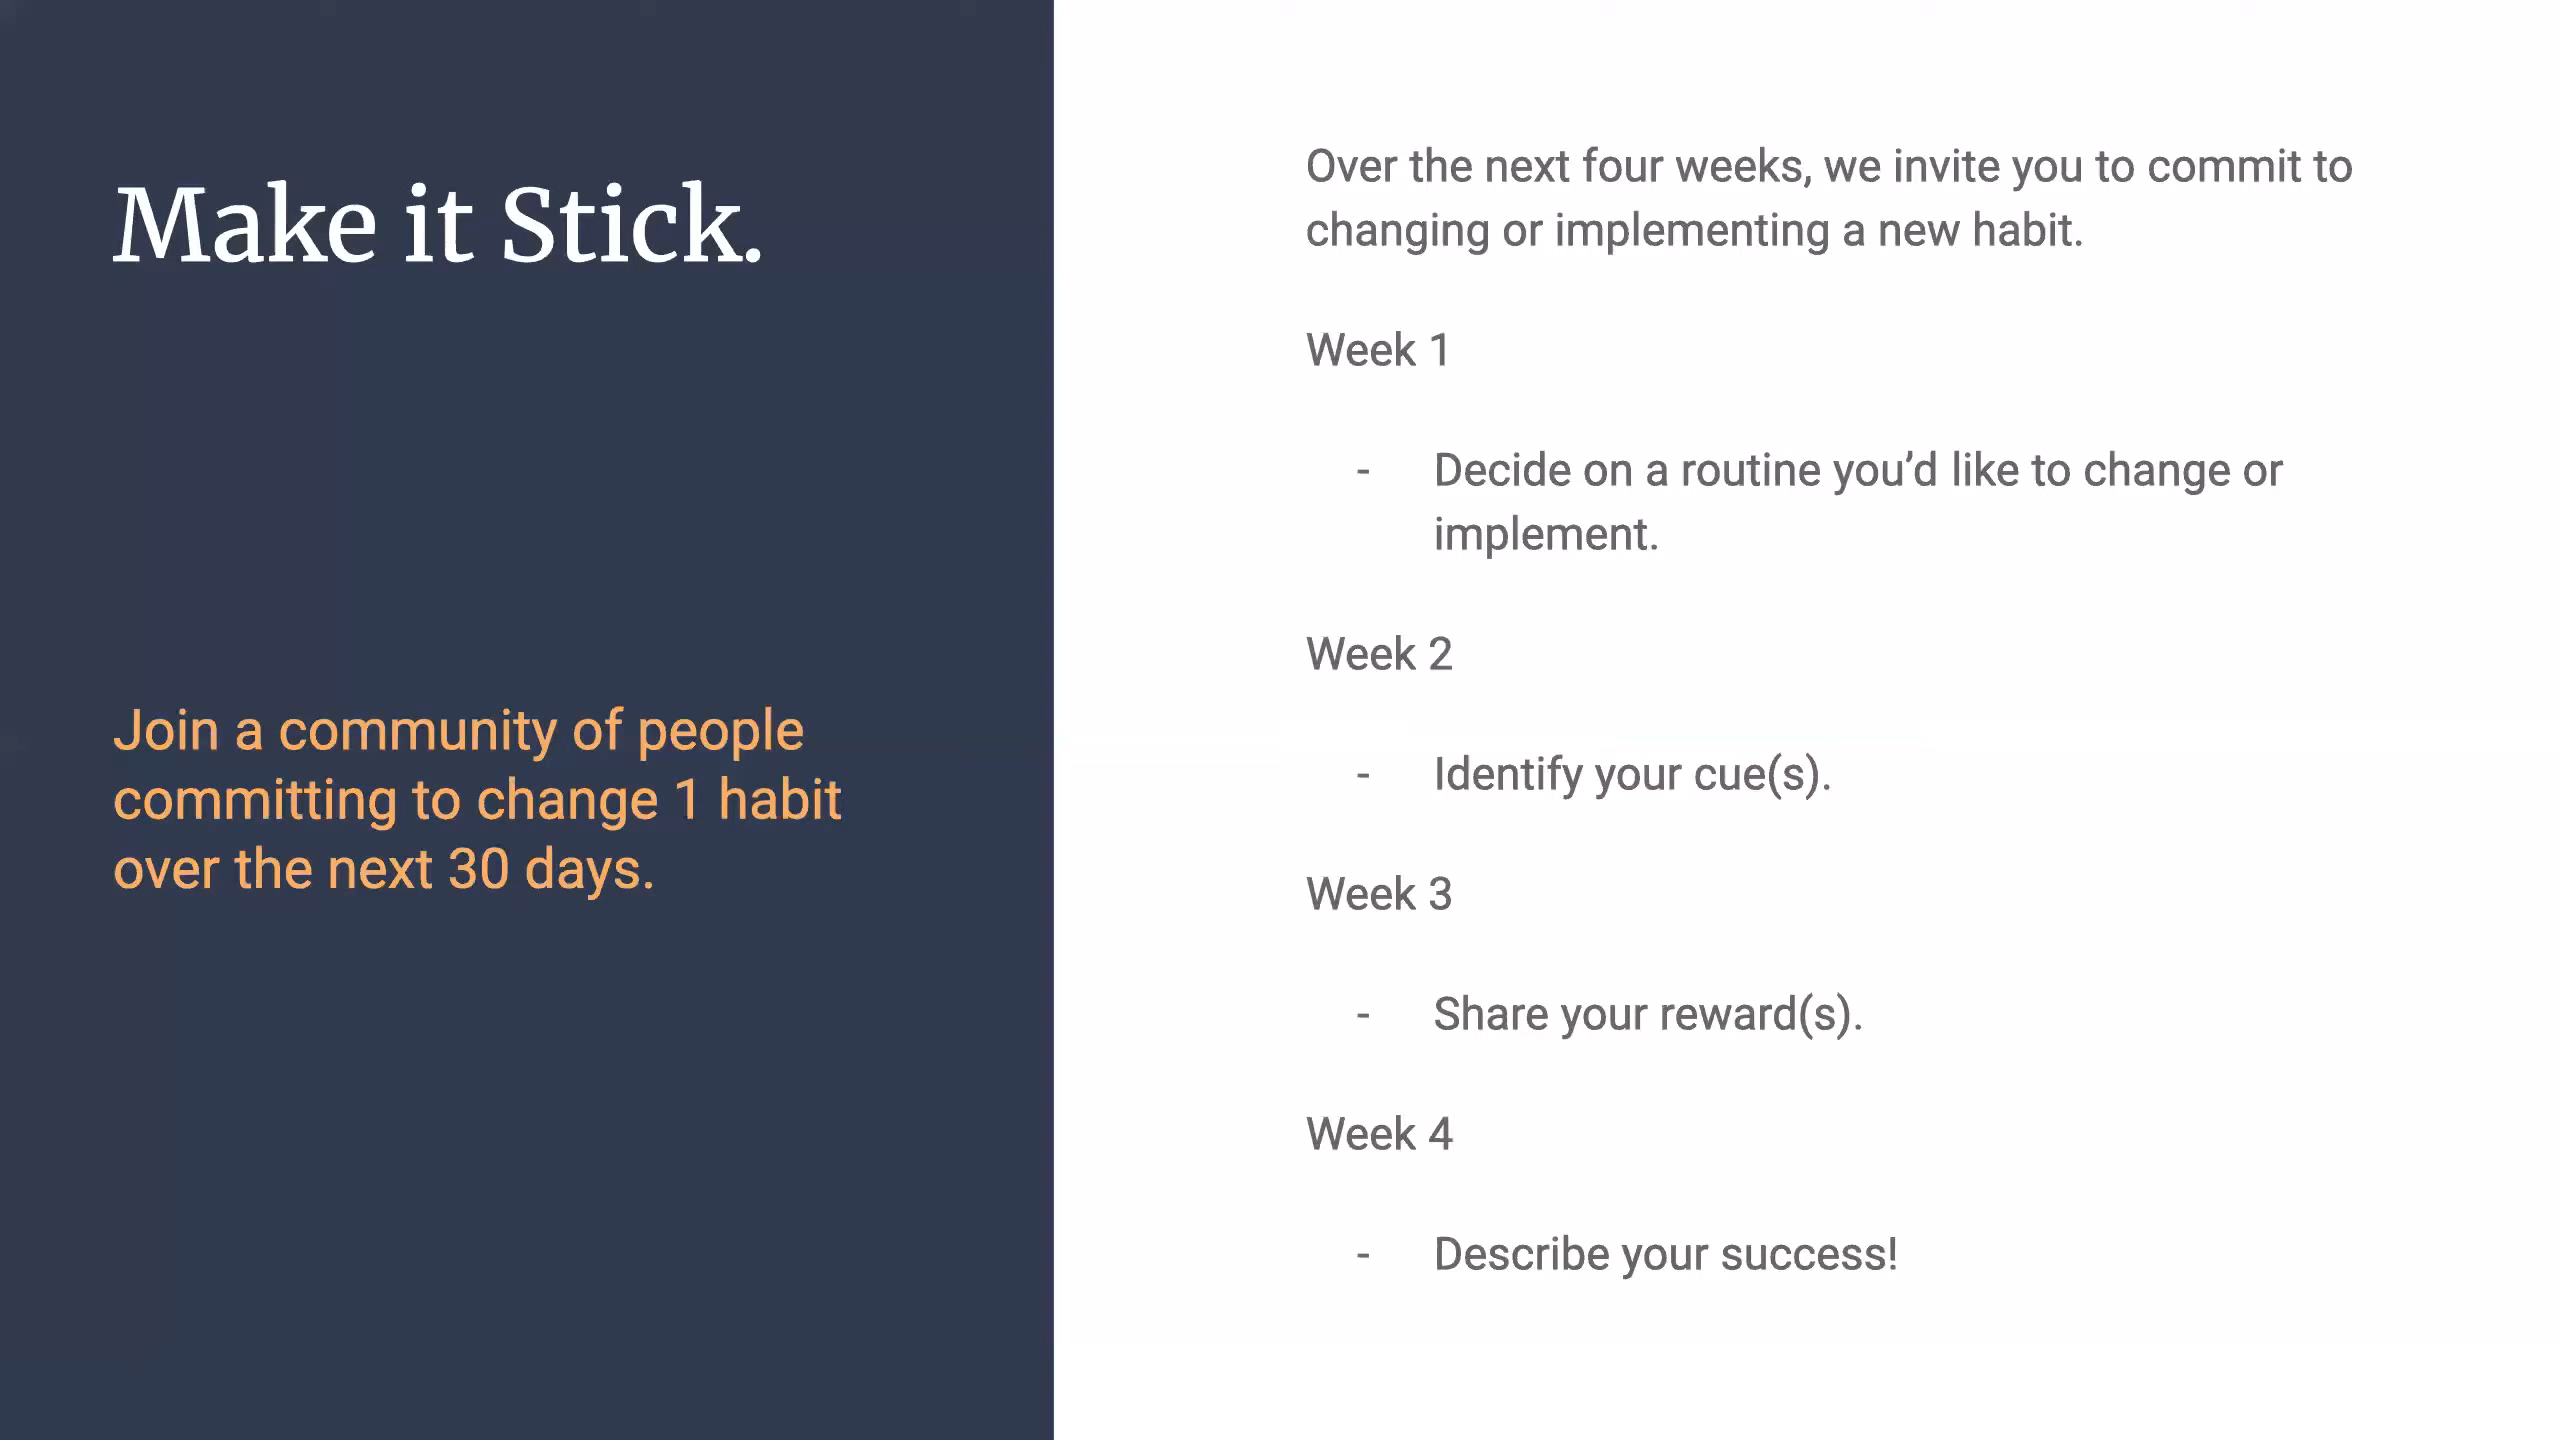 Make it Stick.
Join a community of people
committing to change 1 habit
over the next 30 days.
Over the next four weeks, we invite you to commit to
changing or implementing a new habit.
Week 1
- Decide on a routine you’d like to change or
implement.
Week 2
- Identify your cue(s).
Week 3
- Share your reward(s).
Week 4
- Describe your success!